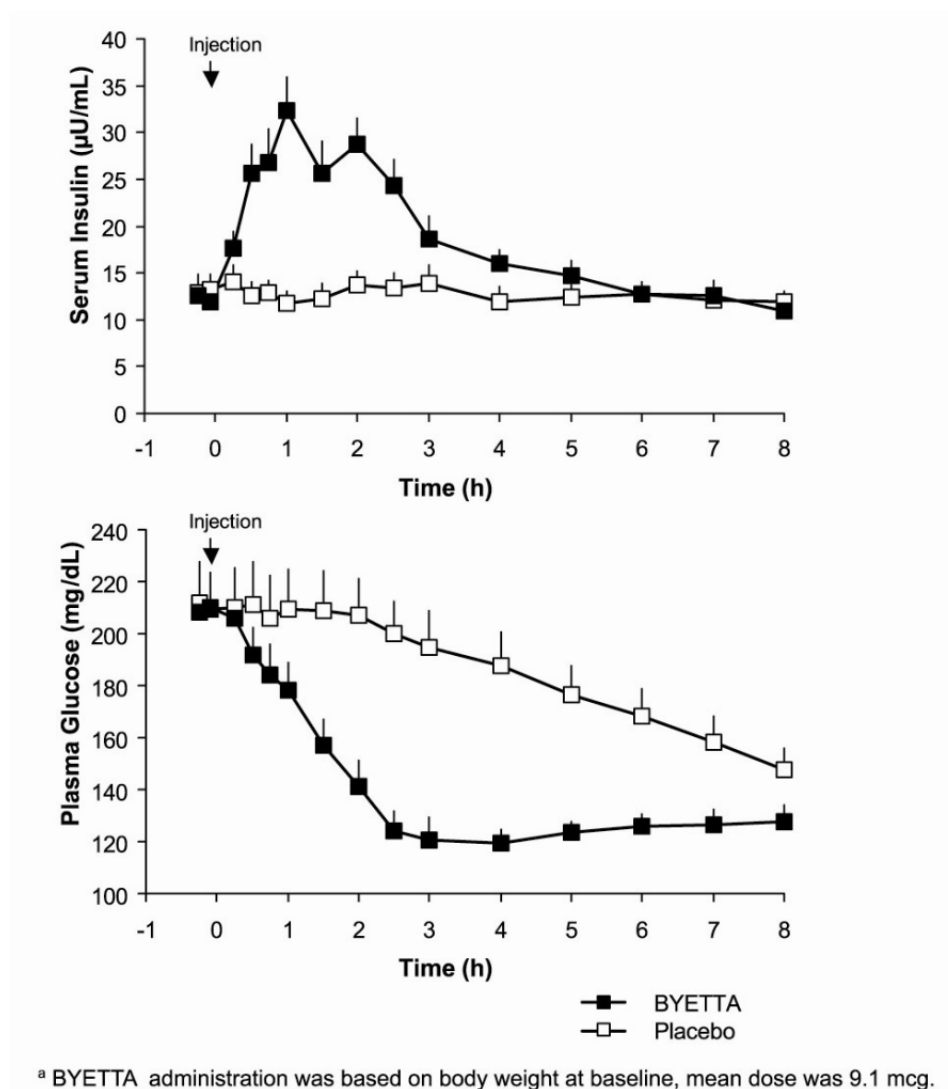 40
Injection
35
30
25
20
15
10
5
0
Serum Insulin (µU/mL)
-1 0 1 2 3 4 5 6 7 8
Time (h)
240
Injection
220
200
180
160
140
120
100
Plasma Glucose (mg/dL)
-1 0 1 2 3 4 5 6 7 8
Time (h)
BYETTA
Placebo
ᵃ BYETTA administration was based on body weight at baseline, mean dose was 9.1 mcg.